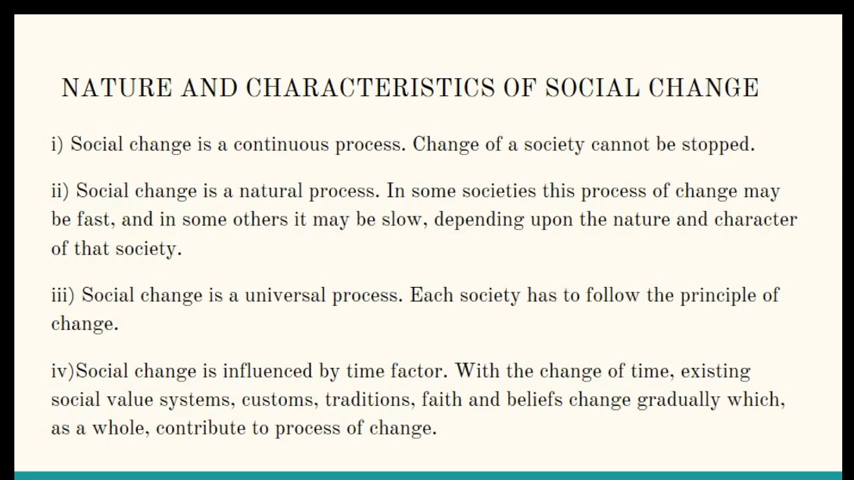 NATURE AND CHARACTERISTICS OF SOCIAL CHANGE
i) Social change is a continuous process. Change of a society cannot be stopped.
ii) Social change is a natural process. In some societies this process of change may
be fast, and in some others it may be slow, depending upon the nature and character
of that society.
iii) Social change is a universal process. Each society has to follow the principle of
change.
iv)Social change is influenced by time factor. With the change of time, existing
social value systems, customs, traditions, faith and beliefs change gradually which,
as a whole, contribute to process of change.